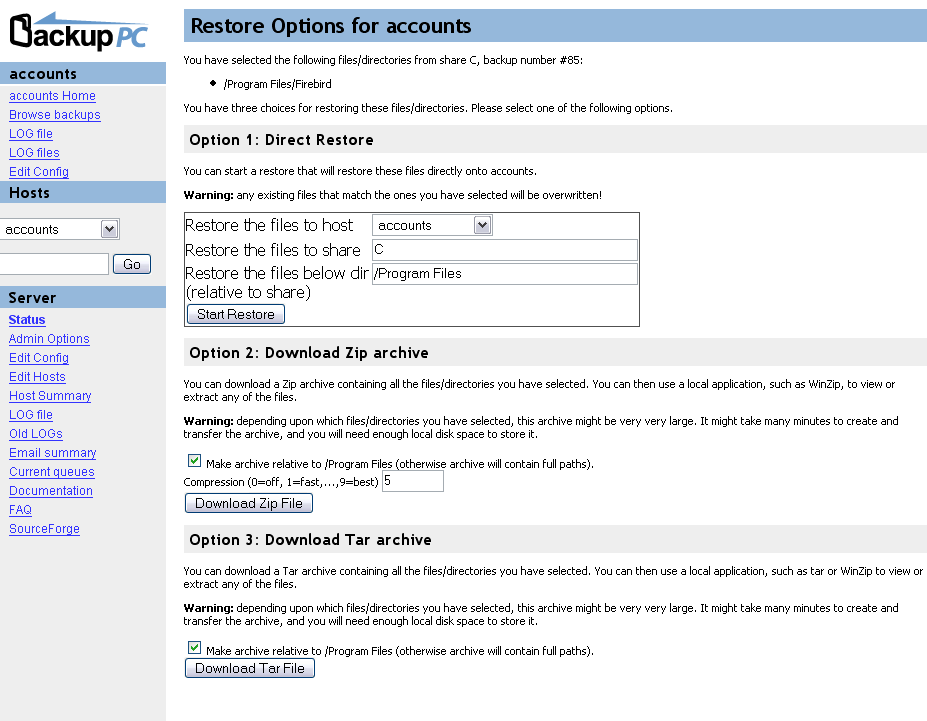 BackupPC
accounts
accounts Home
Browse backups
LOG file
LOG files
Edit Config
Hosts
accounts
Go
Server
Status
Admin Options
Edit Config
Edit Hosts
Host Summary
LOG file
Old LOGs
Email summary
Current queues
Documentation
FAQ
SourceForge
Restore Options for accounts
You have selected the following files/directories from share C, backup number #85:
/Program Files/Firebird
You have three choices for restoring these files/directories. Please select one of the following options.
Option 1: Direct Restore
You can start a restore that will restore these files directly onto accounts.
Warning: any existing files that match the ones you have selected will be overwritten!
Restore the files to host accounts
Restore the files to share C
Restore the files below dir /Program Files
(relative to share)
Start Restore
Option 2: Download Zip archive
You can download a Zip archive containing all the files/directories you have selected. You can then use a local application, such as WinZip, to view or
extract any of the files.
Warning: depending upon which files/directories you have selected, this archive might be very very large. It might take many minutes to create and
transfer the archive, and you will need enough local disk space to store it.
Make archive relative to /Program Files (otherwise archive will contain full paths).
Compression (0=off, 1=fast,...,9=best) 5
Download Zip File
Option 3: Download Tar archive
You can download a Tar archive containing all the files/directories you have selected. You can then use a local application, such as tar or WinZip to view or
extract any of the files.
Warning: depending upon which files/directories you have selected, this archive might be very very large. It might take many minutes to create and
transfer the archive, and you will need enough local disk space to store it.
Make archive relative to /Program Files (otherwise archive will contain full paths).
Download Tar File